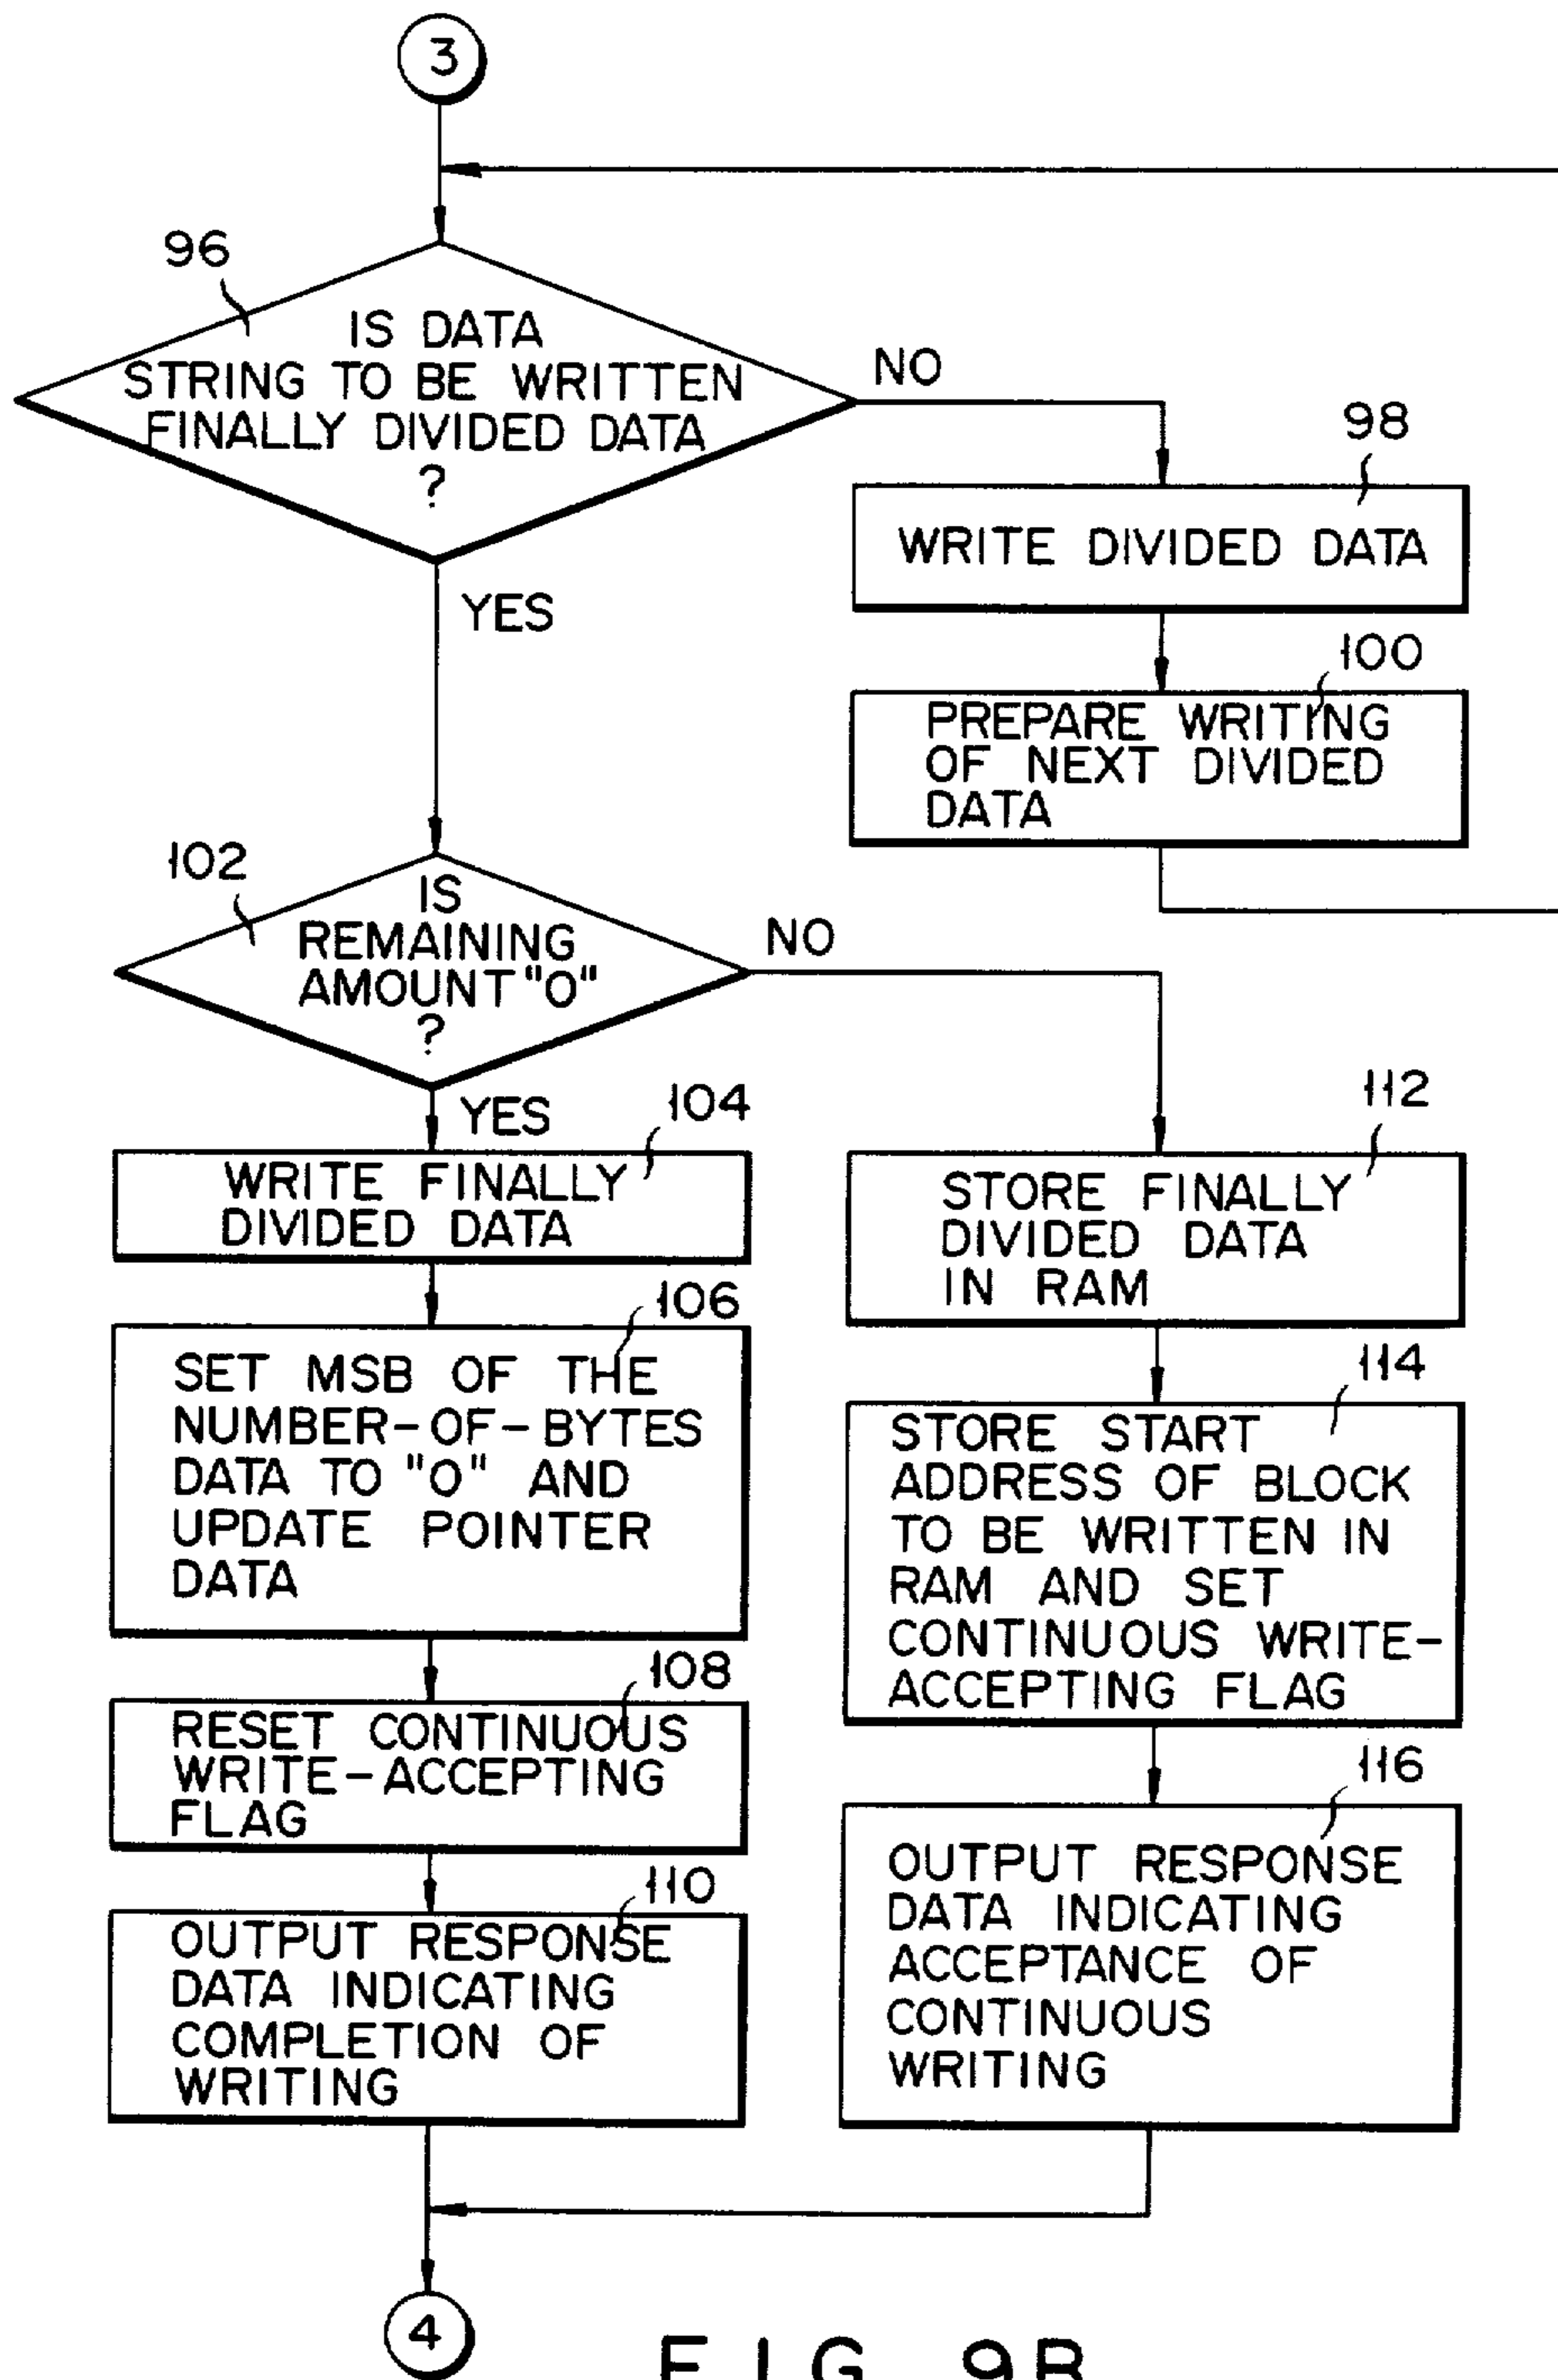 3
96
IS DATA
STRING TO BE WRITTEN
FINALLY DIVIDED DATA
?
NO
YES
98
WRITE DIVIDED DATA
100
PREPARE WRITING
OF NEXT DIVIDED
DATA
102
IS
REMAINING
AMOUNT "0"
?
NO
YES
104
WRITE FINALLY
DIVIDED DATA
106
SET MSB OF THE
NUMBER-OF-BYTES
DATA TO "0" AND
UPDATE POINTER
DATA
108
RESET CONTINUOUS
WRITE-ACCEPTING
FLAG
110
OUTPUT RESPONSE
DATA INDICATING
COMPLETION OF
WRITING
112
STORE FINALLY
DIVIDED DATA
IN RAM
114
STORE START
ADDRESS OF BLOCK
TO BE WRITTEN IN
RAM AND SET
CONTINUOUS WRITE-
ACCEPTING FLAG
116
OUTPUT RESPONSE
DATA INDICATING
ACCEPTANCE OF
CONTINUOUS
WRITING
4
FIG. 9B